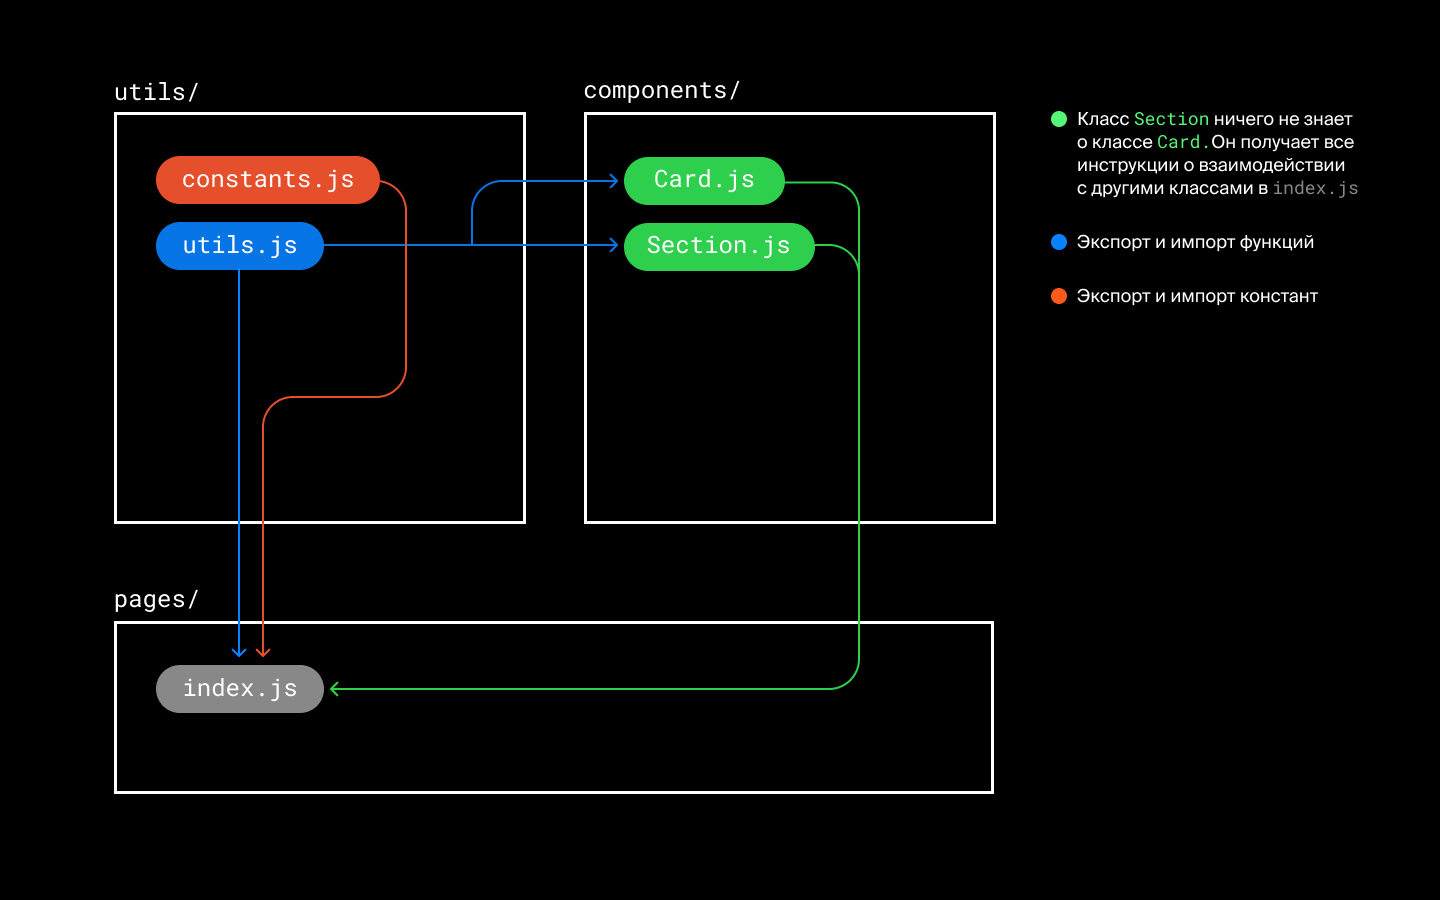 utils/
components/
constants.js
utils.js
Card.js
Section.js
Класс Section ничего не знает
о классе Card.Он получает все
инструкции о взаимодействии
с другими классами в index.js
Экспорт и импорт функций
Экспорт и импорт констант
pages/
index.js